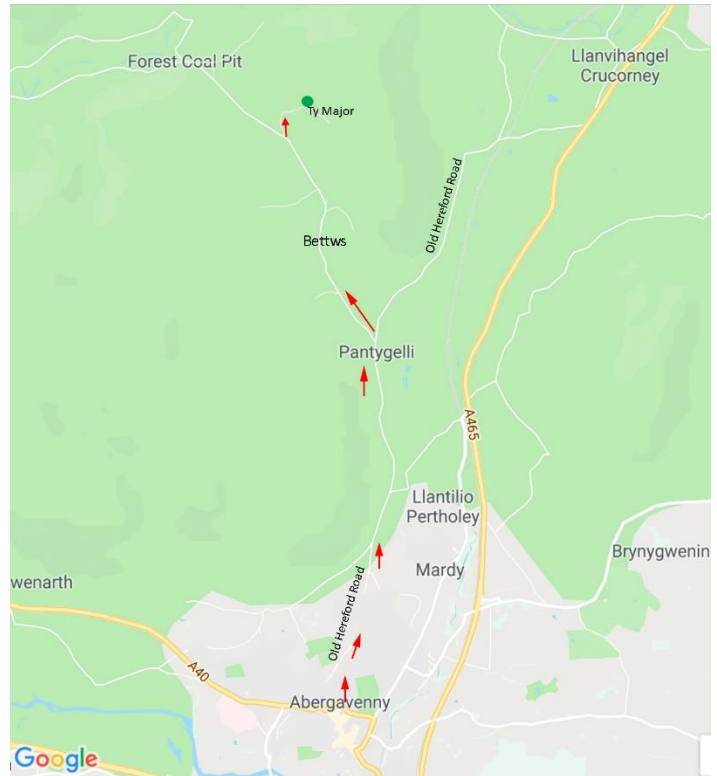 Forest Coal Pit
Llanvihangel
Crucorney
Ty Major
Old Hereford Road
Bettws
Pantygelli
A465
Llantilio
Pertholey
Brynygwenin
Mardy
wenarth
Old Hereford Road
A40
Abergavenny
Google